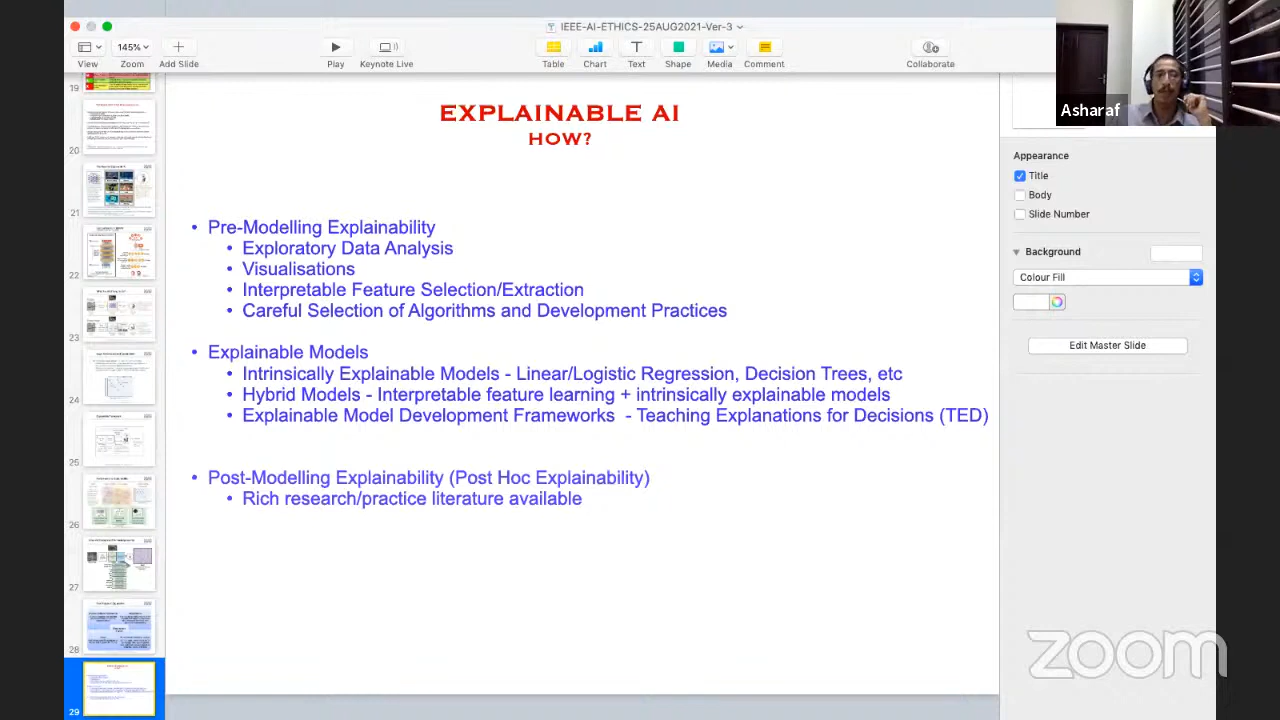 IEEE-AI-ETHICS-25AUG2021-Ver-3
145%
View
Zoom
Add Slide
Play
Keynote Live
Table
Chart
Text
Shape
Media
Comment
Collaborate
Asharaf
19
20
21
22
23
24
25
26
27
28
29
EXPLAINABLE AI
HOW?
• Pre-Modelling Explainability
• Exploratory Data Analysis
• Visualisations
• Interpretable Feature Selection/Extraction
• Careful Selection of Algorithms and Development Practices
• Explainable Models
• Intrinsically Explainable Models - Linear/Logistic Regression, Decision Trees, etc
• Hybrid Models - Interpretable feature learning + intrinsically explainable models
• Explainable Model Development Frameworks - Teaching Explanations for Decisions (TED)
• Post-Modelling Explainability (Post Hoc Explainability)
• Rich research/practice literature available
Appearance
Title
Body
Slide Number
Background
Colour Fill
Edit Master Slide
zoom